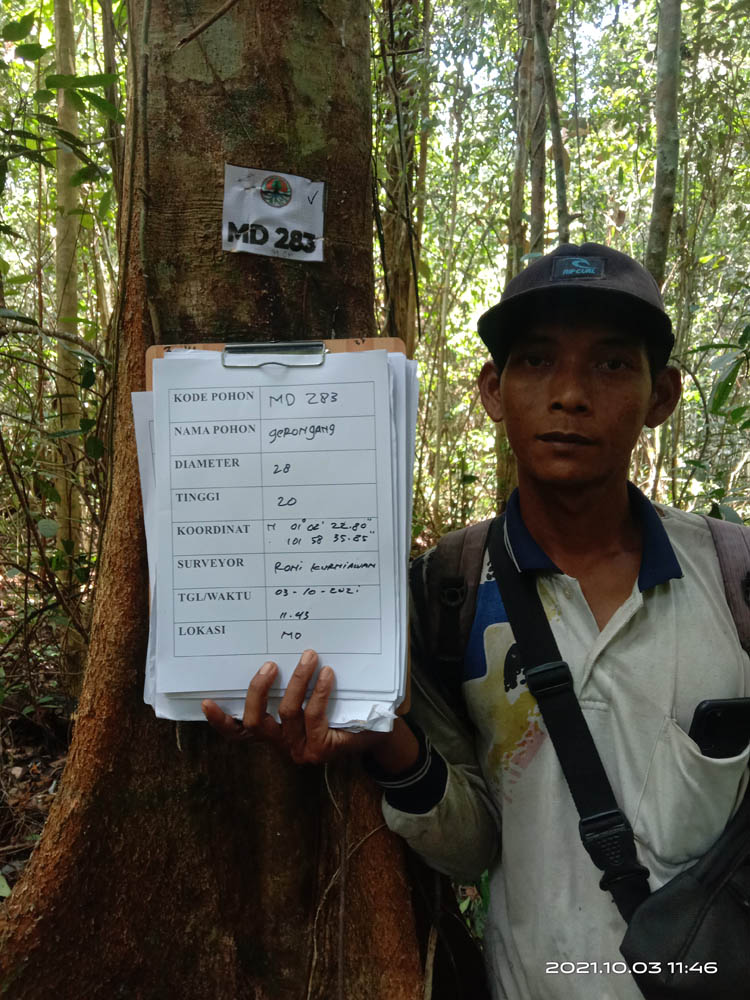 MD 283
RIP CURL
KODE POHON MD 283
NAMA POHON gerongang
DIAMETER 28
TINGGI 20
KOORDINAT N 01° 02' 22.80"
101 58 35.85"
SURVEYOR Romi Kurniawan
TGL/WAKTU 03-10-2021
11.43
LOKASI MD
2021.10.03 11:46